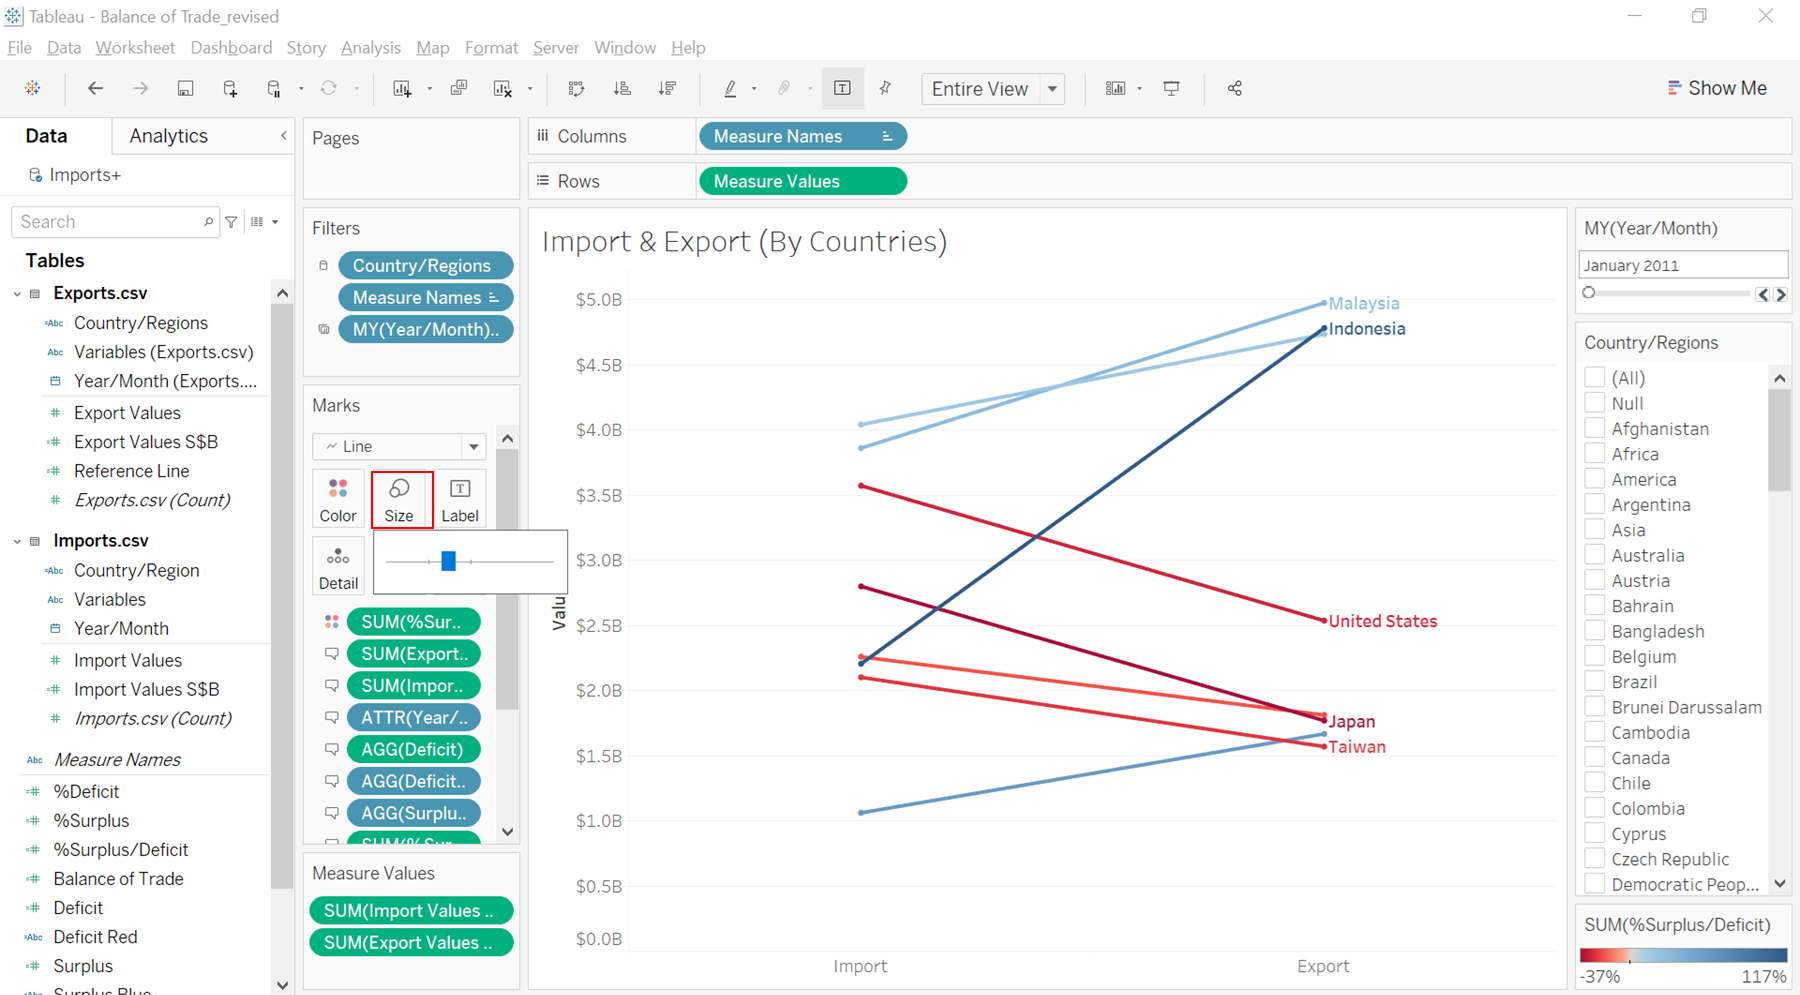 Tableau - Balance of Trade_revised
File Data Worksheet Dashboard Story Analysis Map Format Server Window Help
Entire View
Show Me
Data Analytics
Imports+
Search
Tables
Exports.csv
Abc Country/Regions
Abc Variables (Exports.csv)
Year/Month (Exports....
# Export Values
# Export Values S$B
# Reference Line
# Exports.csv (Count)
Imports.csv
Abc Country/Region
Abc Variables
Year/Month
# Import Values
# Import Values S$B
# Imports.csv (Count)
Abc Measure Names
# %Deficit
# %Surplus
# %Surplus/Deficit
# Balance of Trade
# Deficit
Abc Deficit Red
# Surplus
Abc Surplus Blue
Pages
Filters
Country/Regions
Measure Names
MY(Year/Month)..
Marks
Line
Color Size Label
Detail
SUM(%Sur..
SUM(Export..
SUM(Impor..
ATTR(Year/..
AGG(Deficit)
AGG(Deficit..
AGG(Surplu..
SUM(%Sur..
Measure Values
SUM(Import Values ..
SUM(Export Values ..
Columns Measure Names
Rows Measure Values
Import & Export (By Countries)
$5.0B
$4.5B
$4.0B
$3.5B
$3.0B
$2.5B
$2.0B
$1.5B
$1.0B
$0.5B
$0.0B
Valu
Malaysia
Indonesia
United States
Japan
Taiwan
Import Export
MY(Year/Month)
January 2011
Country/Regions
(All)
Null
Afghanistan
Africa
America
Argentina
Asia
Australia
Austria
Bahrain
Bangladesh
Belgium
Brazil
Brunei Darussalam
Cambodia
Canada
Chile
Colombia
Cyprus
Czech Republic
Democratic Peop...
SUM(%Surplus/Deficit)
-37% 117%